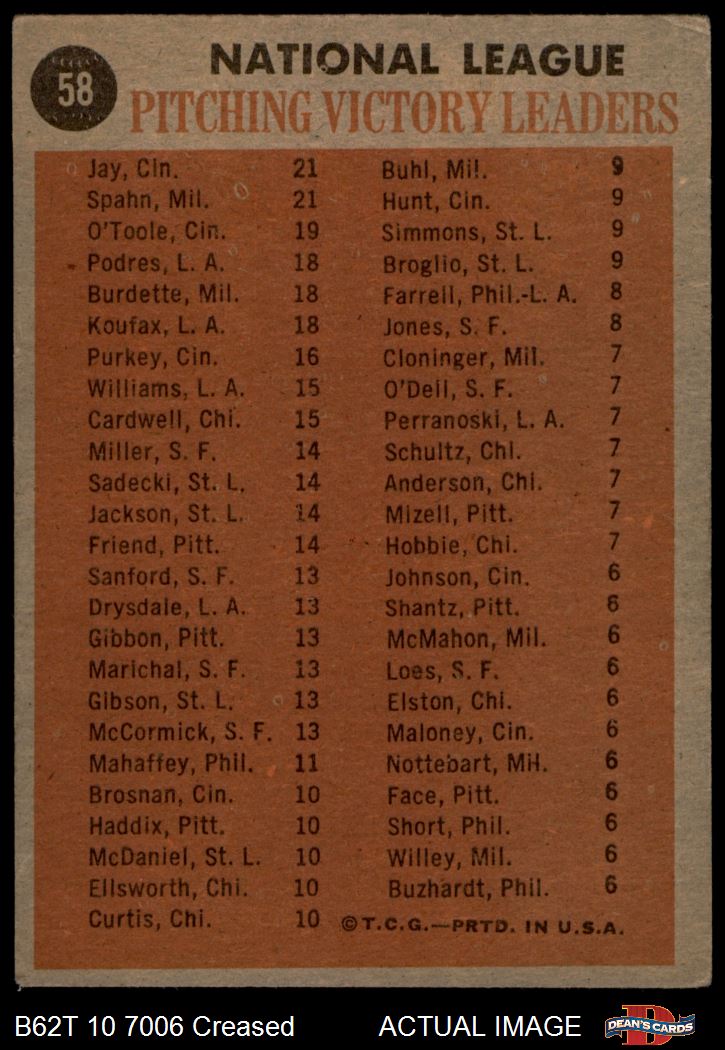 58
NATIONAL LEAGUE
PITCHING VICTORY LEADERS
Jay, Cin. 21
Spahn, Mil. 21
O'Toole, Cin. 19
Podres, L. A. 18
Burdette, Mil. 18
Koufax, L. A. 18
Purkey, Cin. 16
Williams, L. A. 15
Cardwell, Chi. 15
Miller, S. F. 14
Sadecki, St. L. 14
Jackson, St. L. 14
Friend, Pitt. 14
Sanford, S. F. 13
Drysdale, L. A. 13
Gibbon, Pitt. 13
Marichal, S. F. 13
Gibson, St. L. 13
McCormick, S. F. 13
Mahaffey, Phil. 11
Brosnan, Cin. 10
Haddix, Pitt. 10
McDaniel, St. L. 10
Ellsworth, Chi. 10
Curtis, Chi. 10
Buhl, Mil. 9
Hunt, Cin. 9
Simmons, St. L. 9
Broglio, St. L. 9
Farrell, Phil.-L. A. 8
Jones, S. F. 8
Cloninger, Mil. 7
O'Dell, S. F. 7
Perranoski, L. A. 7
Schultz, Chi. 7
Anderson, Chi. 7
Mizell, Pitt. 7
Hobbie, Chi. 7
Johnson, Cin. 6
Shantz, Pitt. 6
McMahon, Mil. 6
Loes, S. F. 6
Elston, Chi. 6
Maloney, Cin. 6
Nottebart, Mil. 6
Face, Pitt. 6
Short, Phil. 6
Willey, Mil. 6
Buzhardt, Phil. 6
©T.C.G.—PRTD. IN U.S.A.
B62T 10 7006 Creased
ACTUAL IMAGE
DEAN'S CARDS